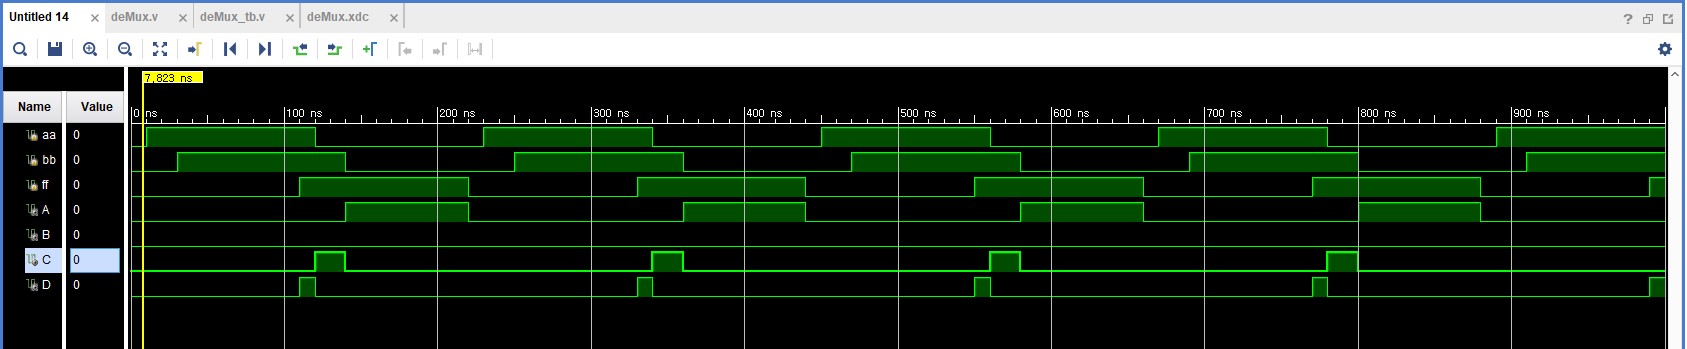 Untitled 14 × deMux.v × deMux_tb.v × deMux.xdc ×
?
7,823 ns
Name Value
0 ns 100 ns 200 ns 300 ns 400 ns 500 ns 600 ns 700 ns 800 ns 900 ns
aa 0
bb 0
ff 0
A 0
B 0
C 0
D 0